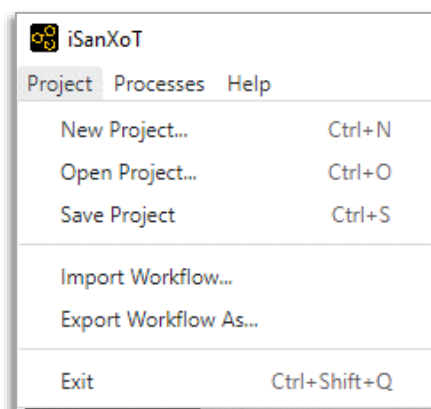 iSanXoT
Project Processes Help
New Project... Ctrl+N
Open Project... Ctrl+O
Save Project Ctrl+S
Import Workflow...
Export Workflow As...
Exit Ctrl+Shift+Q